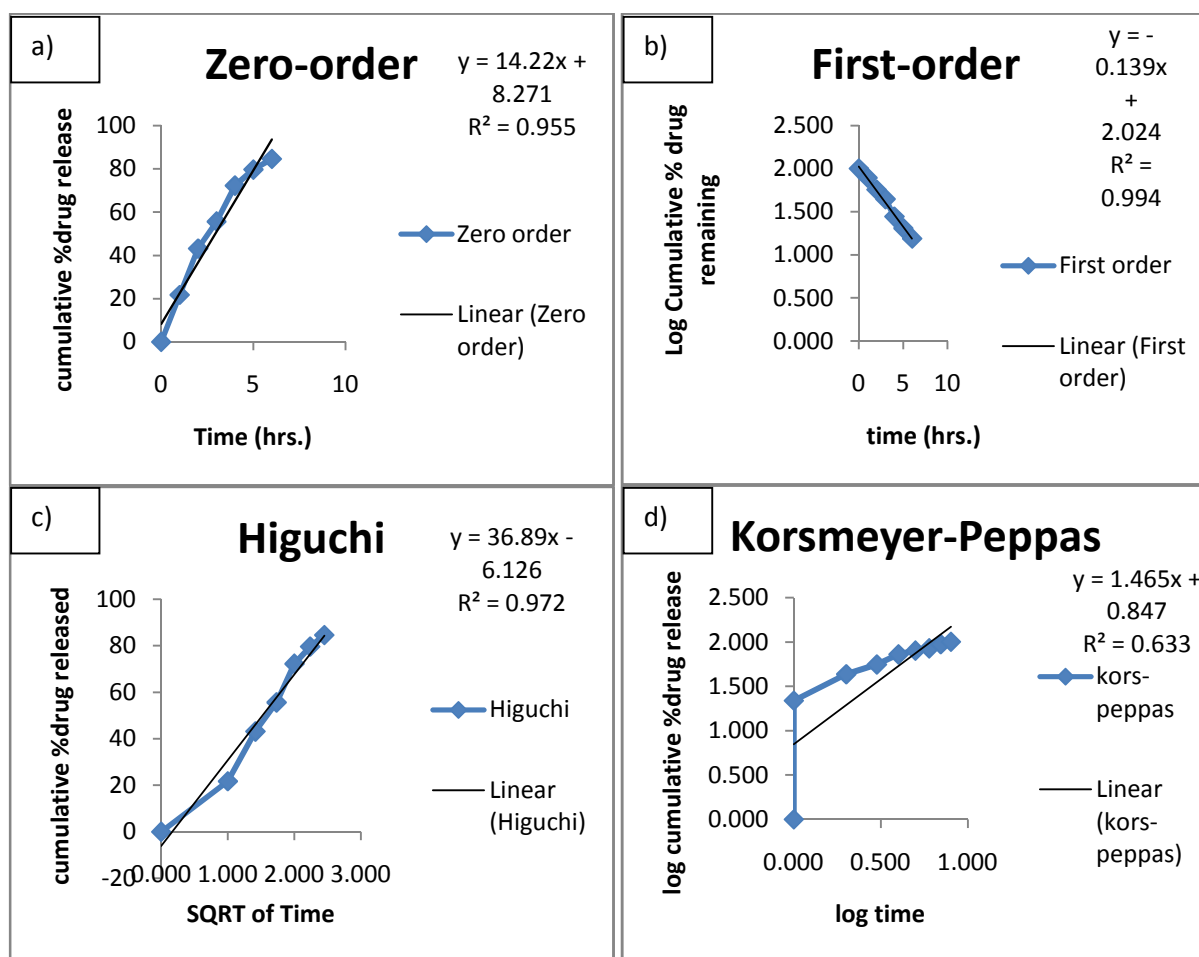 a)
Zero-order
y = 14.22x +
8.271
R² = 0.955
cumulative %drug release
100
80
60
40
20
0
0 5 10
Time (hrs.)
Zero order
Linear (Zero
order)
b)
First-order
y = -
0.139x
+
2.024
R² =
0.994
Log Cumulative % drug
remaining
2.500
2.000
1.500
1.000
0.500
0.000
0 5 10
time (hrs.)
First order
Linear (First
order)
c)
Higuchi
y = 36.89x -
6.126
R² = 0.972
cumulative %drug released
100
80
60
40
20
0
-20
0.000 1.000 2.000 3.000
SQRT of Time
Higuchi
Linear
(Higuchi)
d)
Korsmeyer-Peppas
y = 1.465x +
0.847
R² = 0.633
log cumulative %drug release
2.500
2.000
1.500
1.000
0.500
0.000
0.000 0.500 1.000
log time
kors-
peppas
Linear
(kors-
peppas)